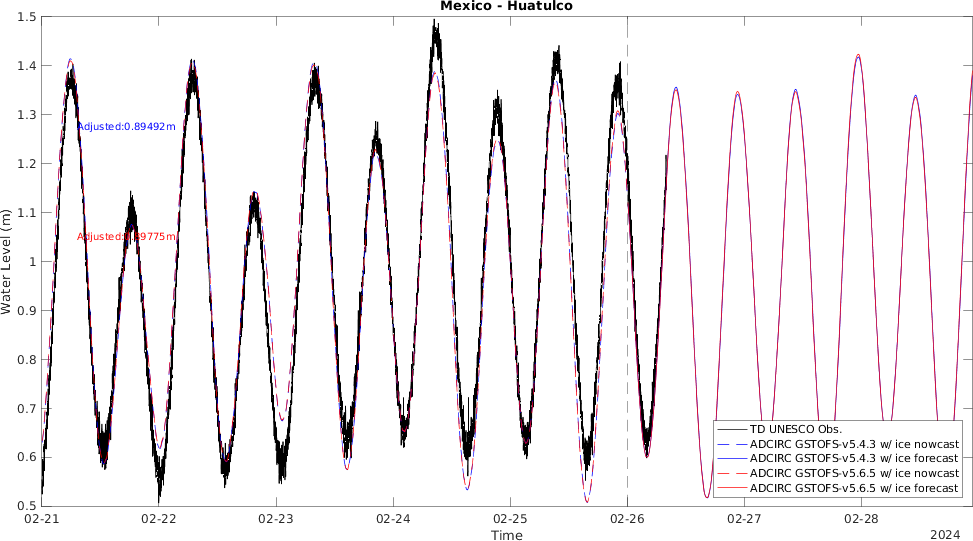 Mexico - Huatulco
1.5
1.4
1.3
1.2
1.1
1
0.9
0.8
0.7
0.6
0.5
Water Level (m)
Adjusted:0.89492m
Adjusted:0.89775m
TD UNESCO Obs.
ADCIRC GSTOFS-v5.4.3 w/ ice nowcast
ADCIRC GSTOFS-v5.4.3 w/ ice forecast
ADCIRC GSTOFS-v5.6.5 w/ ice nowcast
ADCIRC GSTOFS-v5.6.5 w/ ice forecast
02-21
02-22
02-23
02-24
02-25
02-26
02-27
02-28
Time
2024